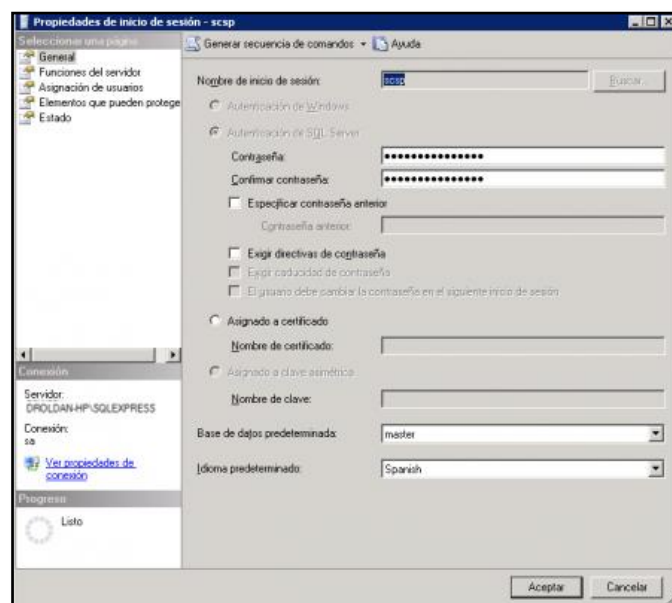 Propiedades de inicio de sesión - scsp
Seleccionar una página
General
Funciones del servidor
Asignación de usuarios
Elementos que pueden protege
Estado
Generar secuencia de comandos
Ayuda
Nombre de inicio de sesión:
scsp
Buscar...
Autenticación de Windows
Autenticación de SQL Server
Contraseña:
Confirmar contraseña:
Especificar contraseña anterior
Contraseña anterior:
Exigir directivas de contraseña
Exigir caducidad de contraseña
El usuario debe cambiar la contraseña en el siguiente inicio de sesión
Asignado a certificado
Nombre de certificado:
Asignado a clave asimétrica
Nombre de clave:
Base de datos predeterminada:
master
Idioma predeterminado:
Spanish
Conexión
Servidor:
DROLDAN-HP\SQLEXPRESS
Conexión:
sa
Ver propiedades de
conexión
Progreso
Listo
Aceptar
Cancelar